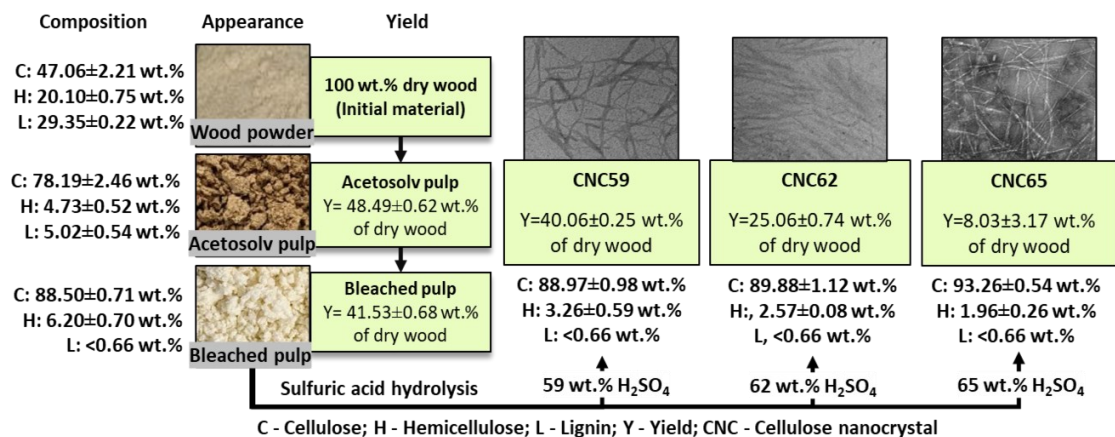 Composition
Appearance
Yield
C: 47.06±2.21 wt.%
H: 20.10±0.75 wt.%
L: 29.35±0.22 wt.%
Wood powder
100 wt.% dry wood
(Initial material)
C: 78.19±2.46 wt.%
H: 4.73±0.52 wt.%
L: 5.02±0.54 wt.%
Acetosolv pulp
Acetosolv pulp
Y= 48.49±0.62 wt.%
of dry wood
C: 88.50±0.71 wt.%
H: 6.20±0.70 wt.%
L: <0.66 wt.%
Bleached pulp
Bleached pulp
Y= 41.53±0.68 wt.%
of dry wood
CNC59
Y=40.06±0.25 wt.%
of dry wood
C: 88.97±0.98 wt.%
H: 3.26±0.59 wt.%
L: <0.66 wt.%
CNC62
Y=25.06±0.74 wt.%
of dry wood
C: 89.88±1.12 wt.%
H:, 2.57±0.08 wt.%
L, <0.66 wt.%
CNC65
Y=8.03±3.17 wt.%
of dry wood
C: 93.26±0.54 wt.%
H: 1.96±0.26 wt.%
L: <0.66 wt.%
Sulfuric acid hydrolysis
59 wt.% H₂SO₄
62 wt.% H₂SO₄
65 wt.% H₂SO₄
C - Cellulose; H - Hemicellulose; L - Lignin; Y - Yield; CNC - Cellulose nanocrystal